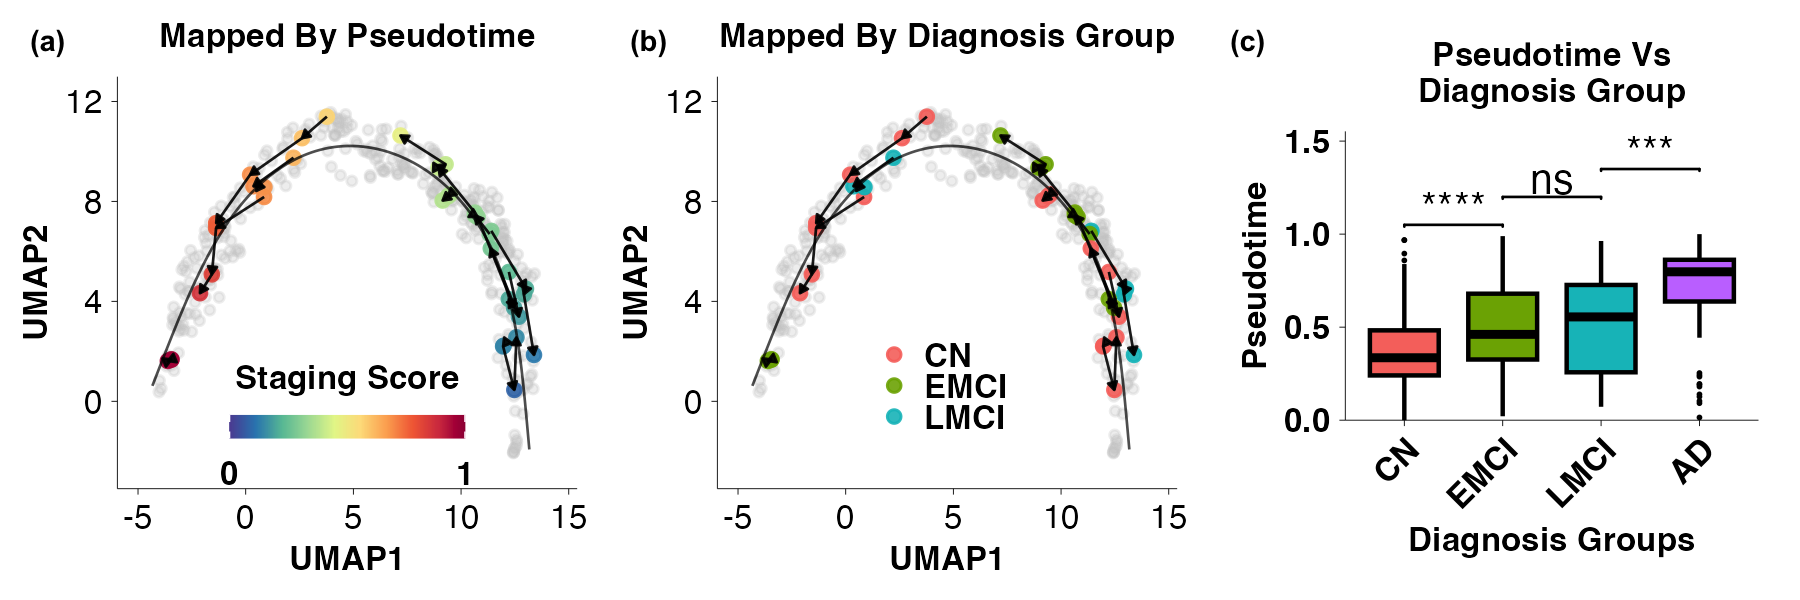 (a)
Mapped By Pseudotime
12
8
4
0
UMAP2
Staging Score
0 1
-5 0 5 10 15
UMAP1
(b)
Mapped By Diagnosis Group
12
8
4
0
UMAP2
CN
EMCI
LMCI
-5 0 5 10 15
UMAP1
(c)
Pseudotime Vs
Diagnosis Group
1.5
1.0
0.5
0.0
Pseudotime
****
ns
***
CN EMCI LMCI AD
Diagnosis Groups